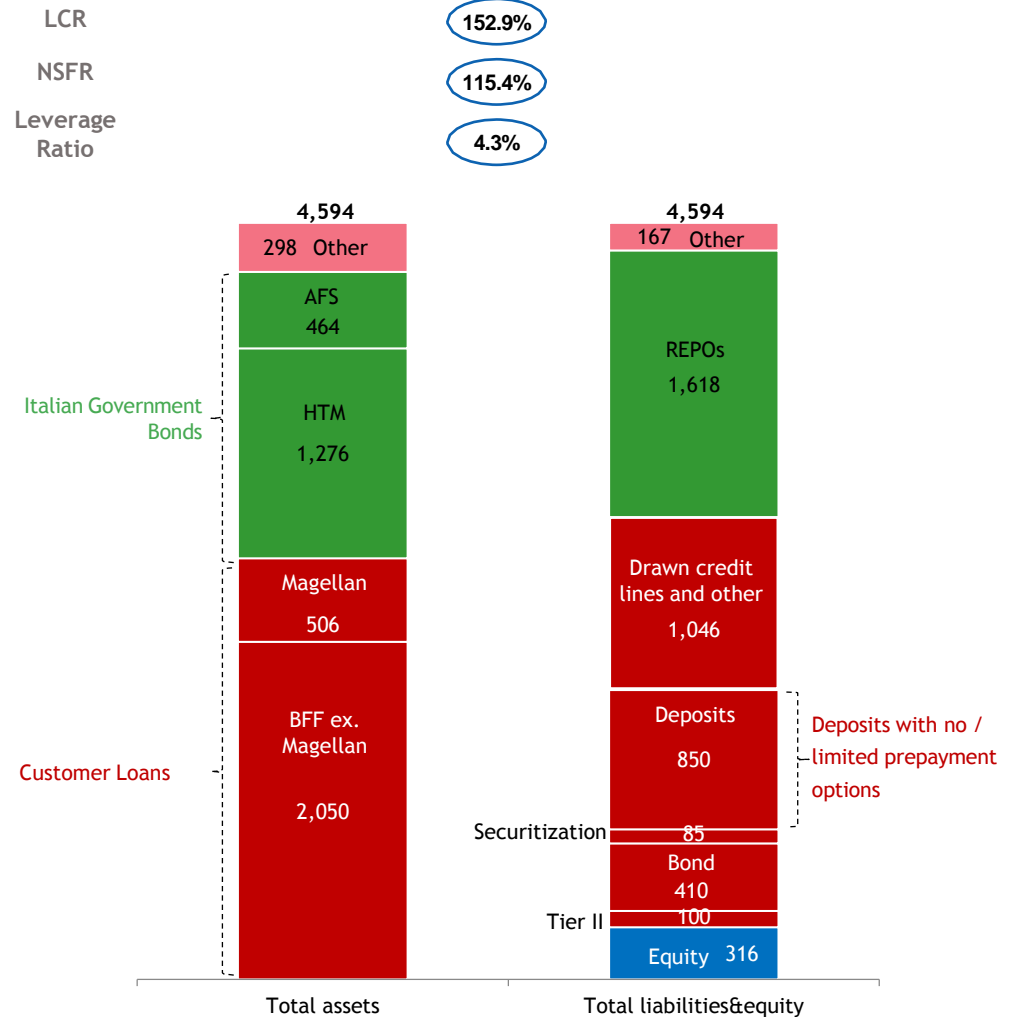 LCR
152.9%
NSFR
115.4%
Leverage
Ratio
4.3%
4,594
298 Other
AFS
464
HTM
1,276
Italian Government
Bonds
Magellan
506
BFF ex.
Magellan
2,050
Customer Loans
Total assets
4,594
167 Other
REPOs
1,618
Drawn credit
lines and other
1,046
Deposits
850
Deposits with no /
limited prepayment
options
Securitization
85
Bond
410
Tier II
100
Equity 316
Total liabilities&equity